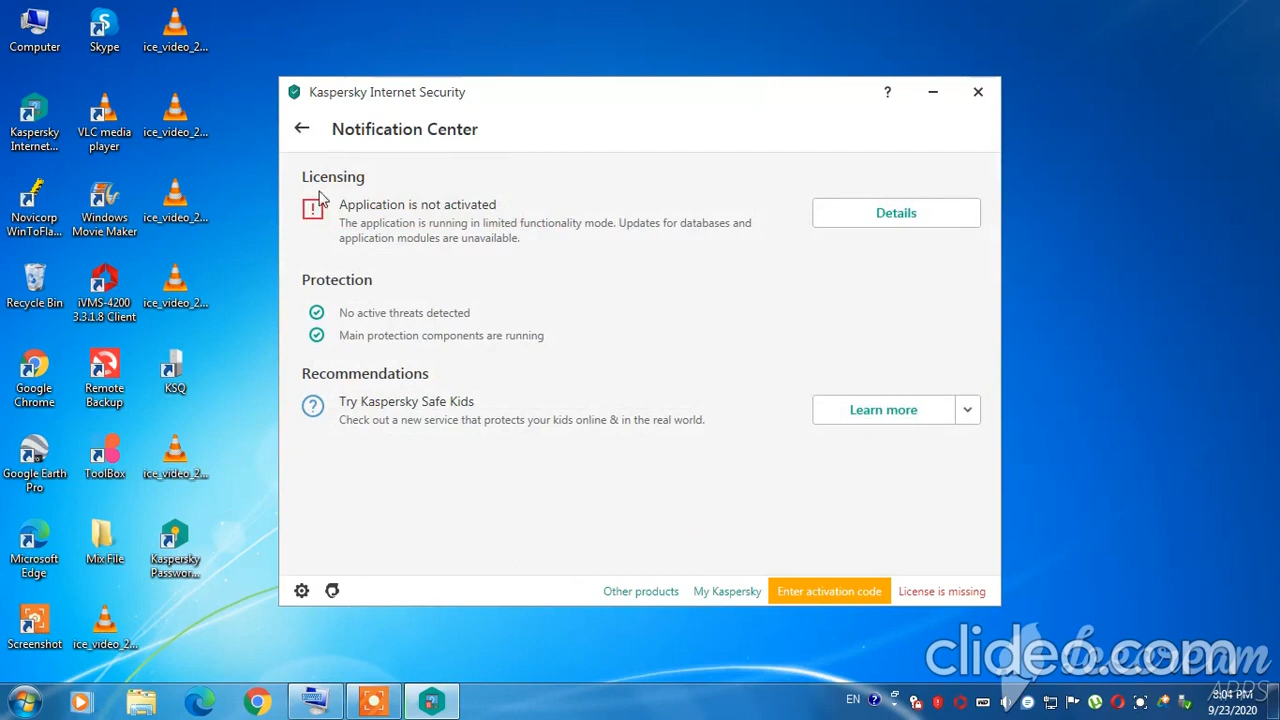 Computer
Skype
ice_video_2...
Kaspersky
Internet...
VLC media
player
ice_video_2...
Novicorp
WinToFla...
Windows
Movie Maker
ice_video_2...
Recycle Bin
iVMS-4200
3.3.1.8 Client
ice_video_2...
Google
Chrome
Remote
Backup
KSQ
Google Earth
Pro
ToolBox
ice_video_2...
Microsoft
Edge
Mix File
Kaspersky
Passwor...
Screenshot
ice_video_2...
Kaspersky Internet Security
?
Notification Center
Licensing
Application is not activated
The application is running in limited functionality mode. Updates for databases and
application modules are unavailable.
Details
Protection
No active threats detected
Main protection components are running
Recommendations
Try Kaspersky Safe Kids
Check out a new service that protects your kids online & in the real world.
Learn more
Other products
My Kaspersky
Enter activation code
License is missing
clideo.com
Icecream
APPS
EN
8:04 PM
9/23/2020